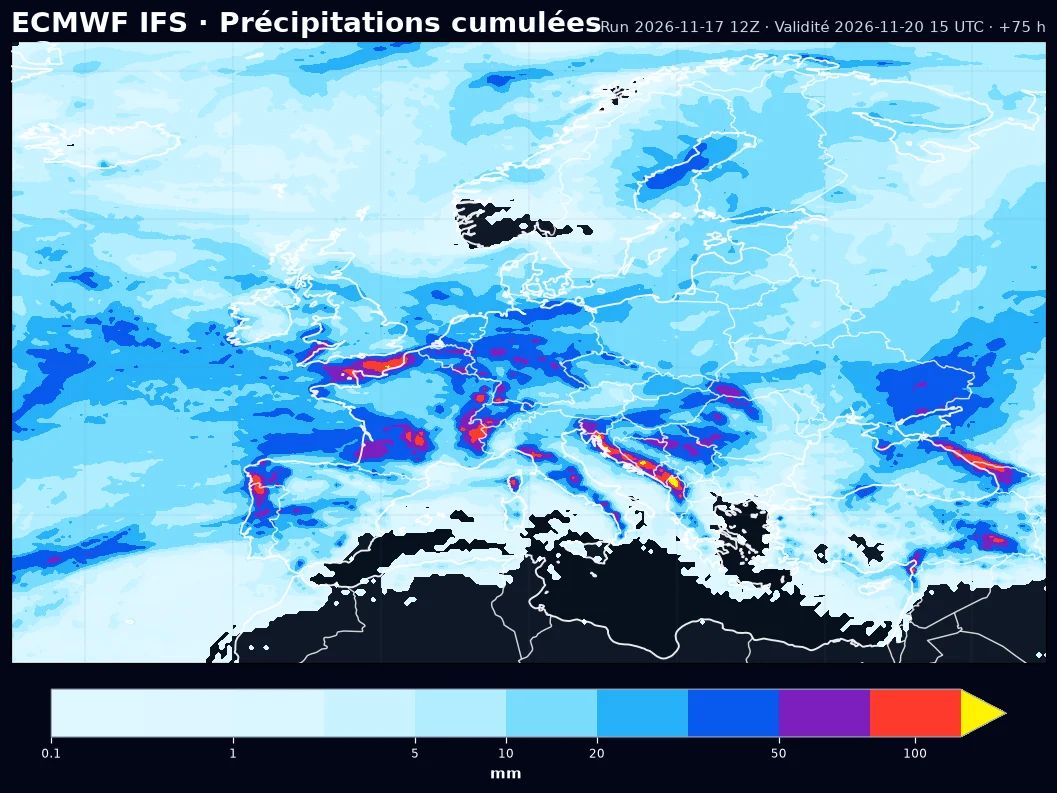 ECMWF IFS · Précipitations cumulées
Run 2026-11-17 12Z · Validité 2026-11-20 15 UTC · +75 h
0.1 1 5 10 20 50 100
mm